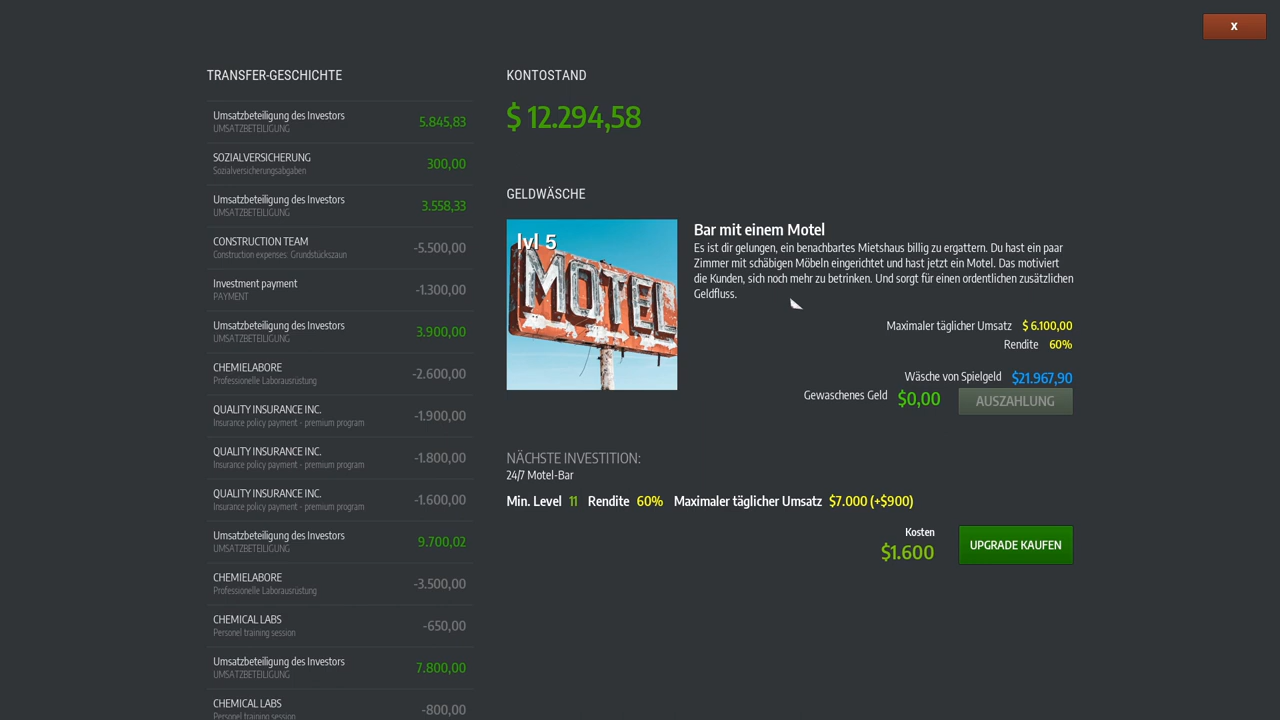 X
TRANSFER-GESCHICHTE
Umsatzbeteiligung des Investors 5.845,83
UMSATZBETEILIGUNG
SOZIALVERSICHERUNG 300,00
Sozialversicherungsabgaben
Umsatzbeteiligung des Investors 3.558,33
UMSATZBETEILIGUNG
CONSTRUCTION TEAM -5.500,00
Construction expenses: Grundstückszaun
Investment payment -1.300,00
PAYMENT
Umsatzbeteiligung des Investors 3.900,00
UMSATZBETEILIGUNG
CHEMIELABORE -2.600,00
Professionelle Laborausrüstung
QUALITY INSURANCE INC. -1.900,00
Insurance policy payment - premium program
QUALITY INSURANCE INC. -1.800,00
Insurance policy payment - premium program
QUALITY INSURANCE INC. -1.600,00
Insurance policy payment - premium program
Umsatzbeteiligung des Investors 9.700,02
UMSATZBETEILIGUNG
CHEMIELABORE -3.500,00
Professionelle Laborausrüstung
CHEMICAL LABS -650,00
Personel training session
Umsatzbeteiligung des Investors 7.800,00
UMSATZBETEILIGUNG
CHEMICAL LABS -800,00
Personel training session
KONTOSTAND
$ 12.294,58
GELDWÄSCHE
lvl 5
MOTEL
Bar mit einem Motel
Es ist dir gelungen, ein benachbartes Mietshaus billig zu ergattern. Du hast ein paar
Zimmer mit schäbigen Möbeln eingerichtet und hast jetzt ein Motel. Das motiviert
die Kunden, sich noch mehr zu betrinken. Und sorgt für einen ordentlichen zusätzlichen
Geldfluss.
Maximaler täglicher Umsatz $ 6.100,00
Rendite 60%
Wäsche von Spielgeld $21.967,90
Gewaschenes Geld $0,00 AUSZAHLUNG
NÄCHSTE INVESTITION:
24/7 Motel-Bar
Min. Level 11 Rendite 60% Maximaler täglicher Umsatz $7.000 (+$900)
Kosten
$1.600
UPGRADE KAUFEN